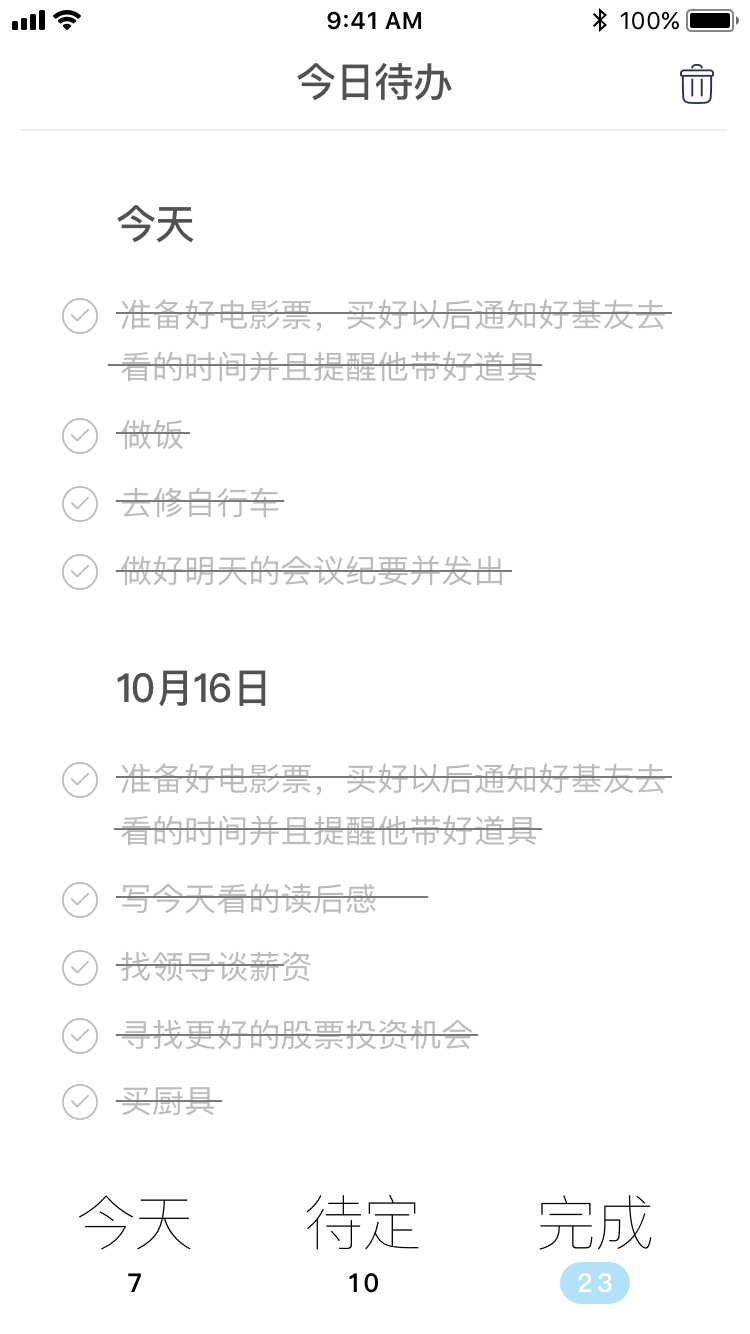 9:41 AM
100%
今日待办
今天
准备好电影票，买好以后通知好基友去
看的时间并且提醒他带好道具
做饭
去修自行车
做好明天的会议纪要并发出
10月16日
准备好电影票，买好以后通知好基友去
看的时间并且提醒他带好道具
写今天看的读后感
找领导谈薪资
寻找更好的股票投资机会
买厨具
今天 待定 完成
7 10 23